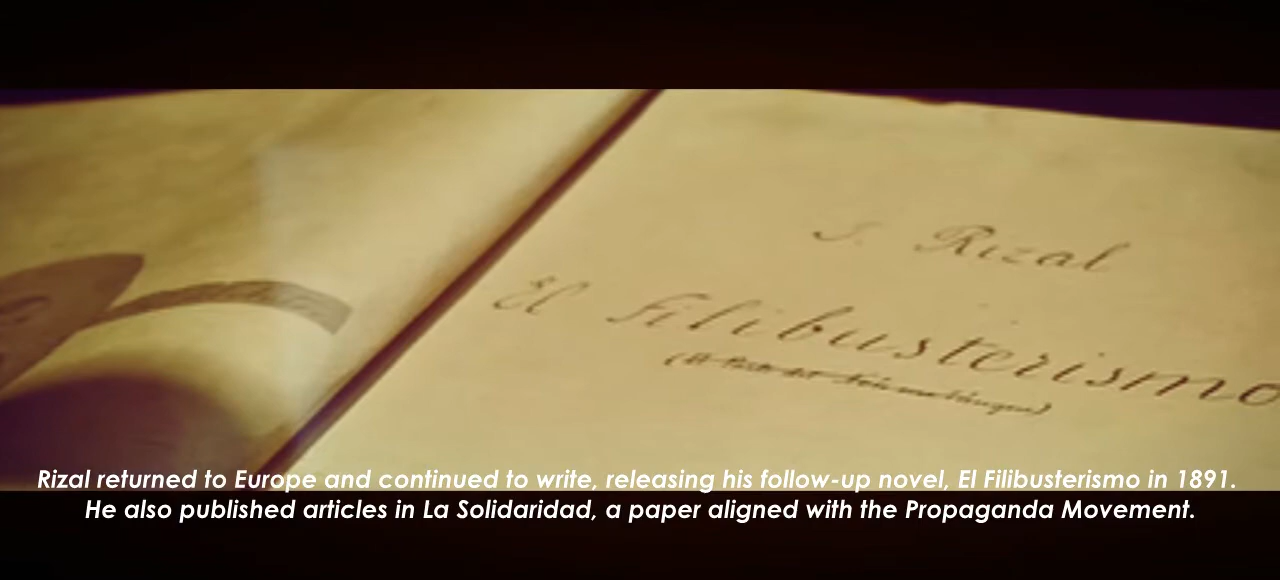 J. Rizal
El Filibusterismo
Rizal returned to Europe and continued to write, releasing his follow-up novel, El Filibusterismo in 1891.
He also published articles in La Solidaridad, a paper aligned with the Propaganda Movement.